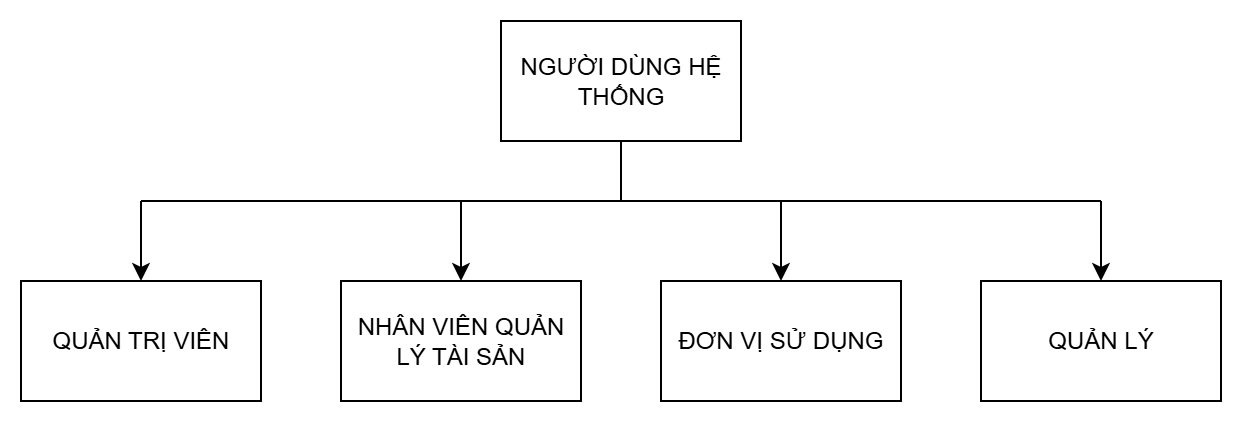 NGƯỜI DÙNG HỆ
THỐNG
QUẢN TRỊ VIÊN
NHÂN VIÊN QUẢN
LÝ TÀI SẢN
ĐƠN VỊ SỬ DỤNG
QUẢN LÝ